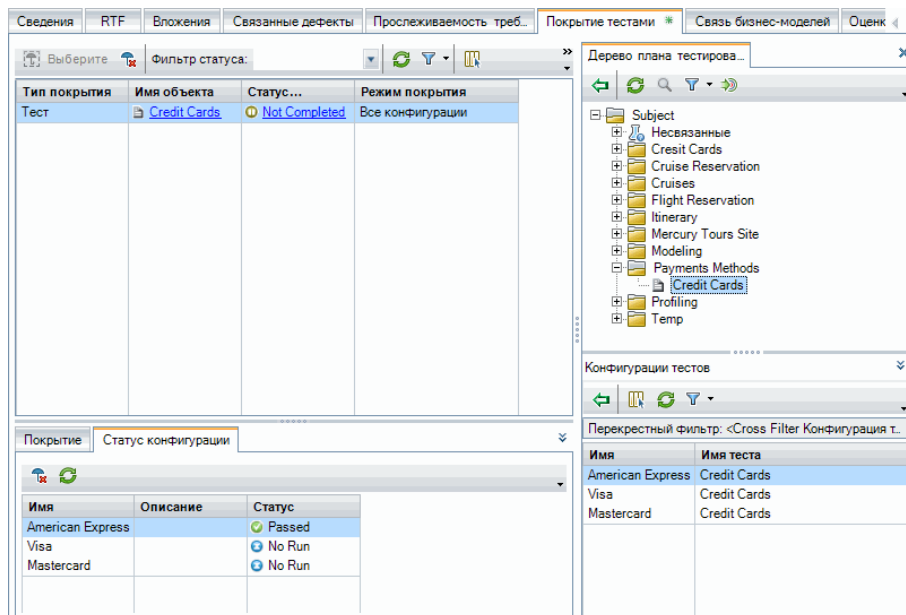 Сведения RTF Вложения Связанные дефекты Прослеживаемость треб... Покрытие тестами * Связь бизнес-моделей Оценк
Выберите Фильтр статуса: »
Тип покрытия Имя объекта Статус... Режим покрытия
Тест Credit Cards Not Completed Все конфигурации
Дерево плана тестирова...
Subject
Несвязанные
Cresit Cards
Cruise Reservation
Cruises
Flight Reservation
Itinerary
Mercury Tours Site
Modeling
Payments Methods
Credit Cards
Profiling
Temp
Покрытие Статус конфигурации
Имя Описание Статус
American Express Passed
Visa No Run
Mastercard No Run
Конфигурации тестов
Перекрестный фильтр: <Cross Filter Конфигурация т...
Имя Имя теста
American Express Credit Cards
Visa Credit Cards
Mastercard Credit Cards